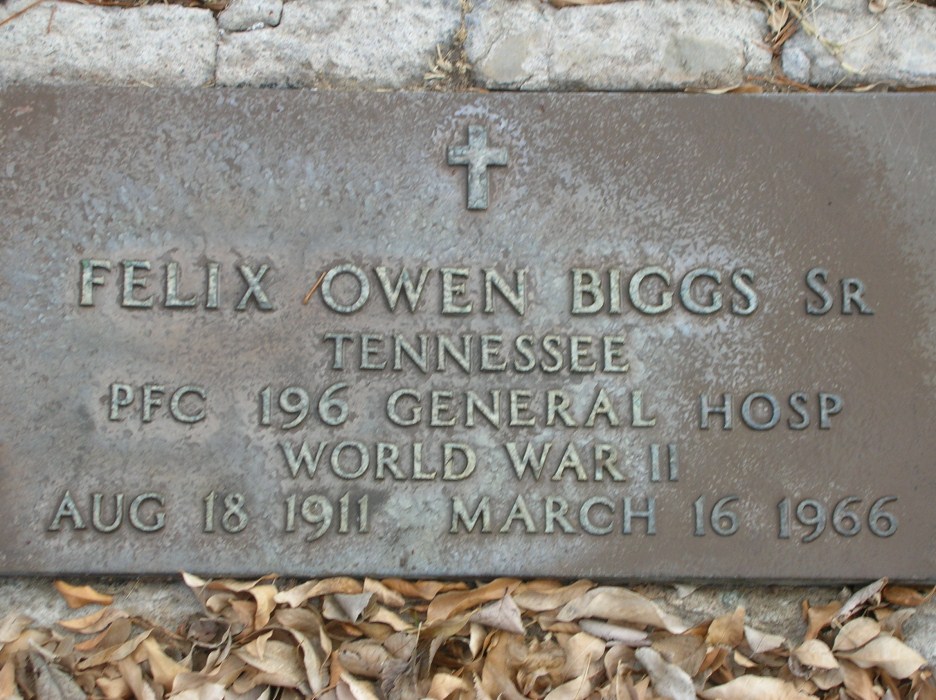 FELIX OWEN BIGGS SR
TENNESSEE
PFC 196 GENERAL HOSP
WORLD WAR II
AUG 18 1911 MARCH 16 1966